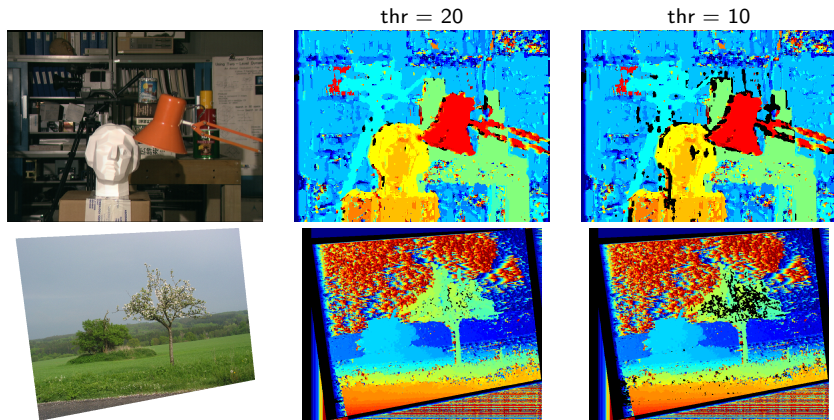 thr = 20
thr = 10